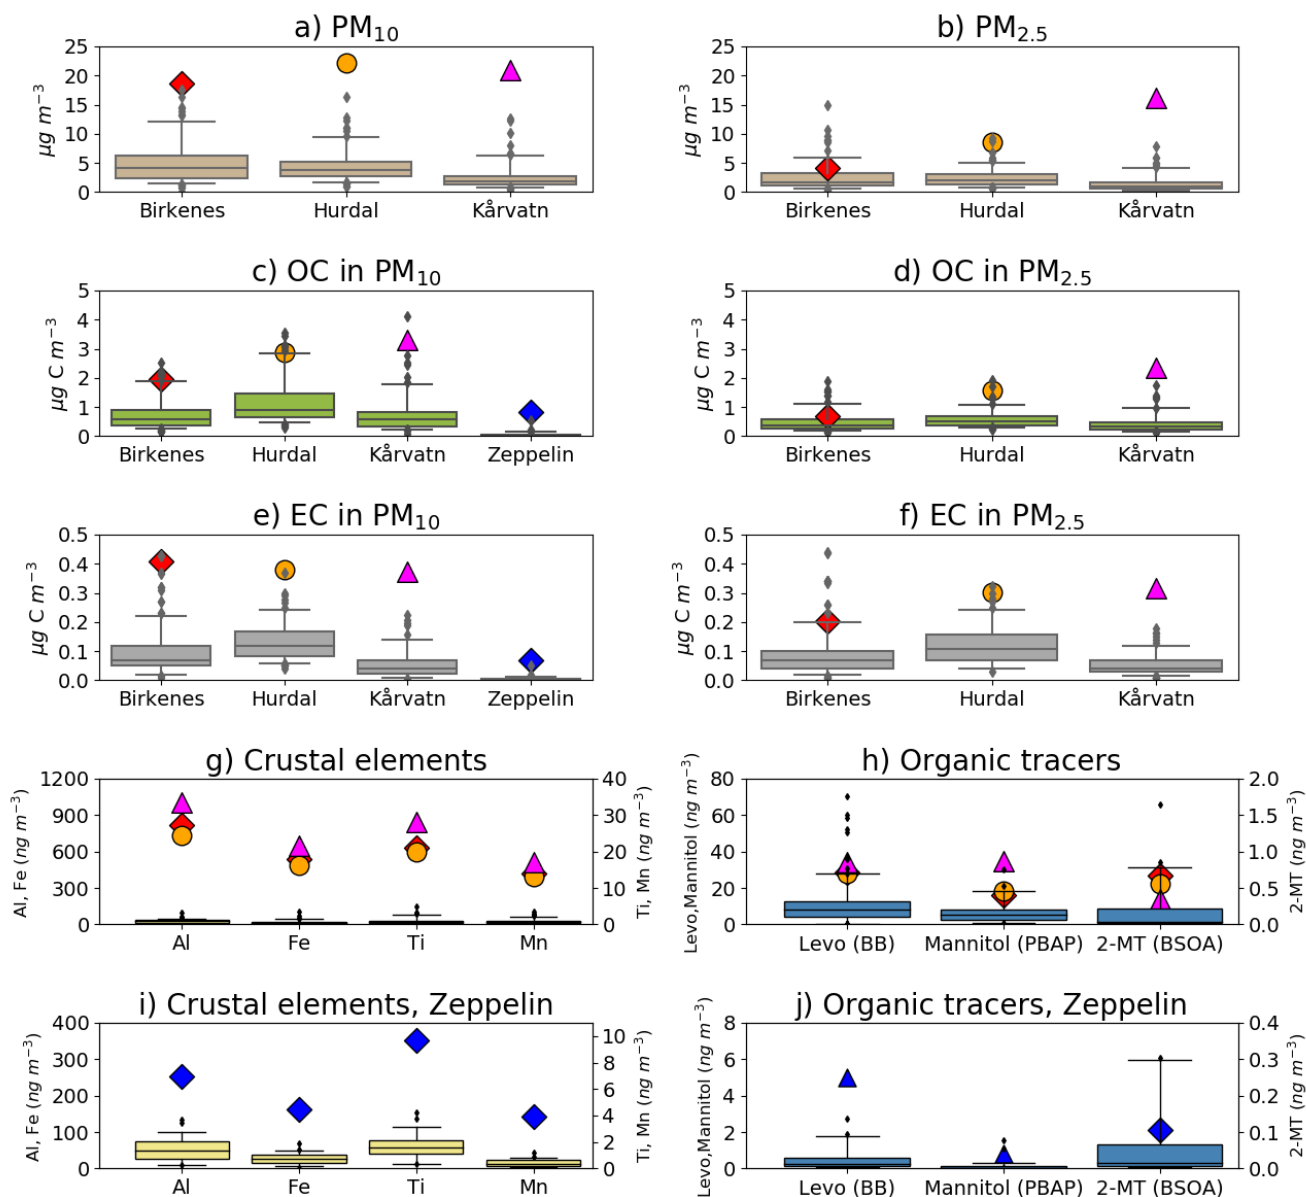 a) PM₁₀
25
20
15
10
5
0
µg m⁻³
Birkenes Hurdal Kårvatn
b) PM₂.₅
25
20
15
10
5
0
µg m⁻³
Birkenes Hurdal Kårvatn
c) OC in PM₁₀
5
4
3
2
1
0
µg C m⁻³
Birkenes Hurdal Kårvatn Zeppelin
d) OC in PM₂.₅
5
4
3
2
1
0
µg C m⁻³
Birkenes Hurdal Kårvatn
e) EC in PM₁₀
0.5
0.4
0.3
0.2
0.1
0.0
µg C m⁻³
Birkenes Hurdal Kårvatn Zeppelin
f) EC in PM₂.₅
0.5
0.4
0.3
0.2
0.1
0.0
µg C m⁻³
Birkenes Hurdal Kårvatn
g) Crustal elements
1200
900
600
300
0
Al, Fe (ng m⁻³)
40
30
20
10
0
Ti, Mn (ng m⁻³)
Al Fe Ti Mn
h) Organic tracers
80
60
40
20
0
Levo,Mannitol (ng m⁻³)
2.0
1.5
1.0
0.5
0.0
2-MT (ng m⁻³)
Levo (BB) Mannitol (PBAP) 2-MT (BSOA)
i) Crustal elements, Zeppelin
400
300
200
100
0
Al, Fe (ng m⁻³)
10
8
6
4
2
0
Ti, Mn (ng m⁻³)
Al Fe Ti Mn
j) Organic tracers, Zeppelin
8
6
4
2
0
Levo,Mannitol (ng m⁻³)
0.4
0.3
0.2
0.1
0.0
2-MT (ng m⁻³)
Levo (BB) Mannitol (PBAP) 2-MT (BSOA)